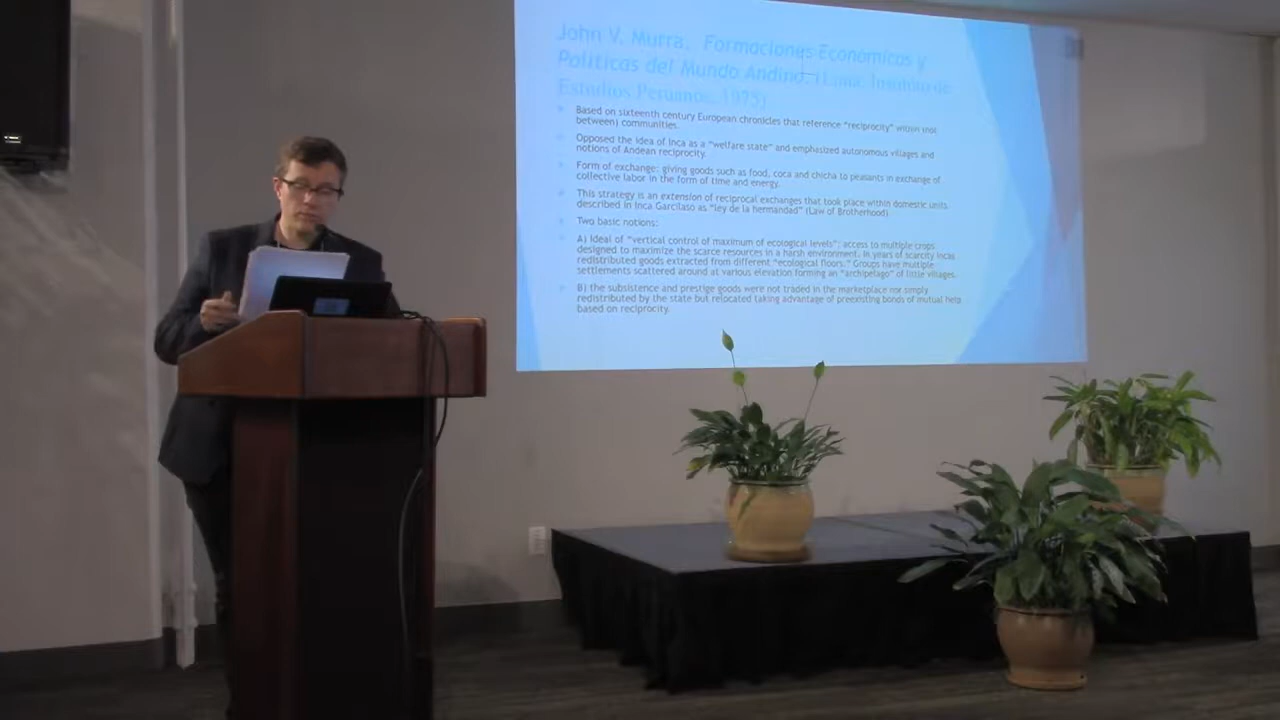 John V. Murra. Formaciones Económicas y
Políticas del Mundo Andino. (Lima: Instituto de
Estudios Peruanos, 1975)
Based on sixteenth century European chronicles that reference "reciprocity" within (not
between) communities.
Opposed the idea of Inca as a "welfare state" and emphasized autonomous villages and
notions of Andean reciprocity.
Form of exchange: giving goods such as food, coca and chicha to peasants in exchange of
collective labor in the form of time and energy.
This strategy is an extension of reciprocal exchanges that took place within domestic units
described in Inca Garcilaso as "ley de la hermandad" (Law of Brotherhood)
Two basic notions:
A) Ideal of "vertical control of maximum of ecological levels": access to multiple crops
designed to maximize the scarce resources in a harsh environment. In years of scarcity Incas
redistributed goods extracted from different "ecological floors." Groups have multiple
settlements scattered around at various elevation forming an "archipelago" of little villages.
B) the subsistence and prestige goods were not traded in the marketplace nor simply
redistributed by the state but relocated taking advantage of preexisting bonds of mutual help
based on reciprocity.